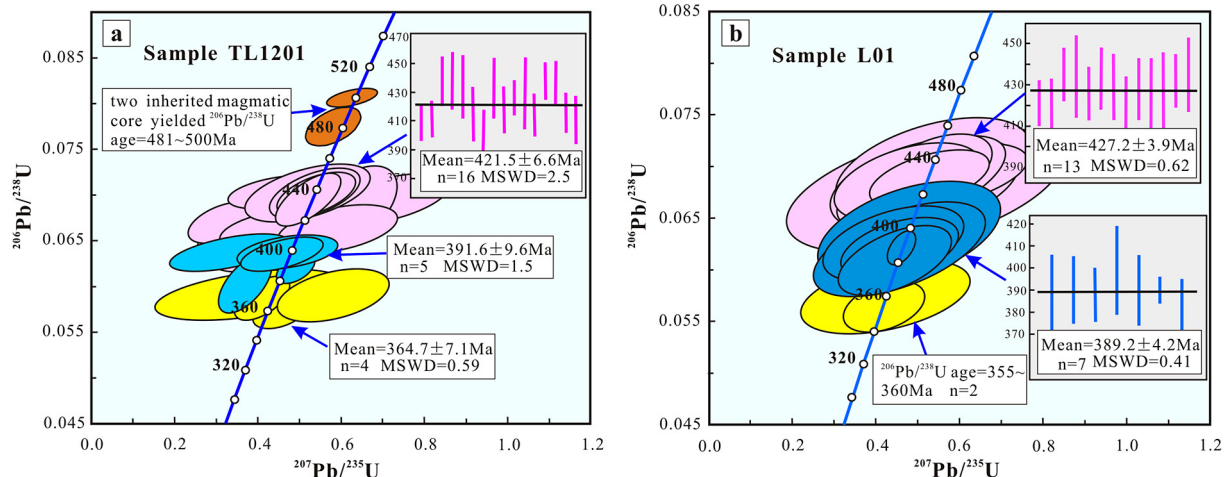 a
Sample TL1201
0.085
0.075
0.065
0.055
0.045
²⁰⁶Pb/²³⁸U
0.0
0.2
0.4
0.6
0.8
1.0
1.2
²⁰⁷Pb/²³⁵U
520
480
440
400
360
320
two inherited magmatic
core yielded ²⁰⁶Pb/²³⁸U
age=481~500Ma
470
450
430
410
390
370
Mean=421.5±6.6Ma
n=16 MSWD=2.5
Mean=391.6±9.6Ma
n=5 MSWD=1.5
Mean=364.7±7.1Ma
n=4 MSWD=0.59
b
Sample L01
0.085
0.075
0.065
0.055
0.045
²⁰⁶Pb/²³⁸U
0.0
0.2
0.4
0.6
0.8
1.0
1.2
²⁰⁷Pb/²³⁵U
480
440
400
360
320
450
430
410
390
Mean=427.2±3.9Ma
n=13 MSWD=0.62
420
410
400
390
380
370
Mean=389.2±4.2Ma
n=7 MSWD=0.41
²⁰⁶Pb/²³⁸U age=355~
360Ma n=2